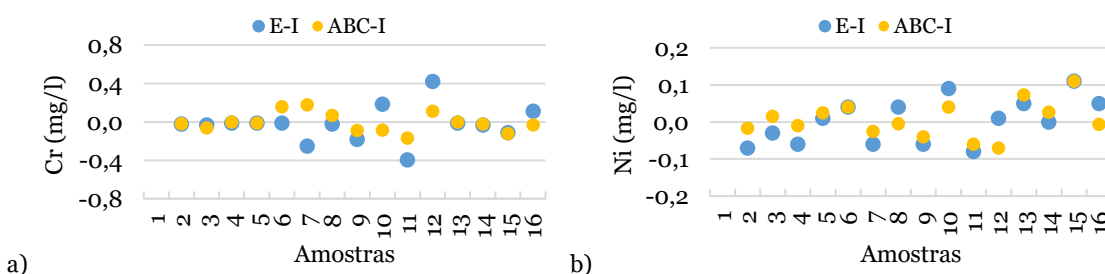 E-I ABC-I
0,8
0,4
0,0
-0,4
-0,8
Cr (mg/l)
1 2 3 4 5 6 7 8 9 10 11 12 13 14 15 16
Amostras
a)
E-I ABC-I
0,2
0,1
0,0
-0,1
-0,2
Ni (mg/l)
1 2 3 4 5 6 7 8 9 10 11 12 13 14 15 16
Amostras
b)